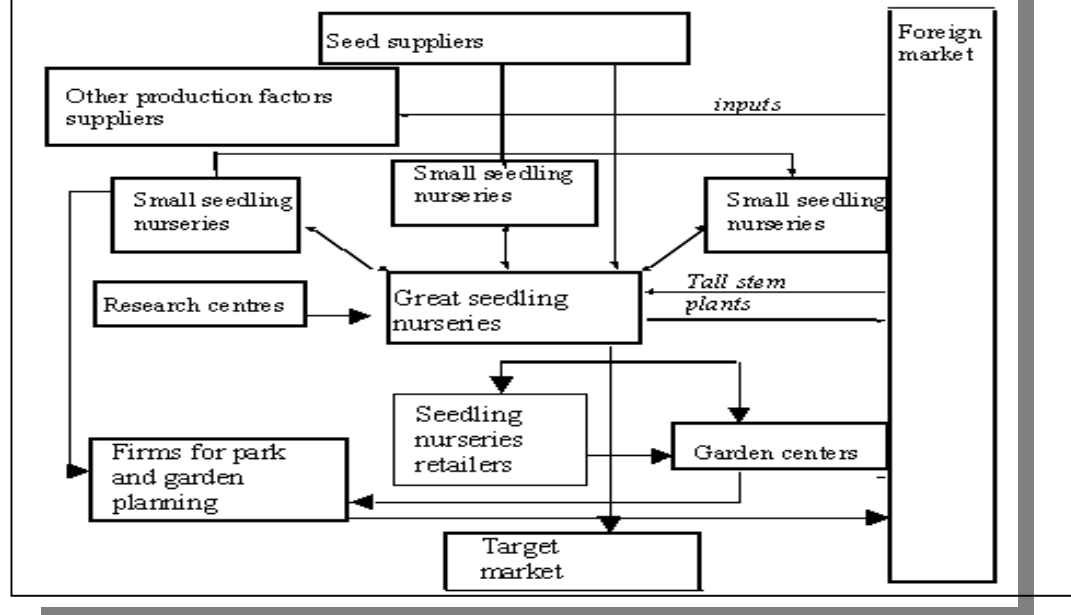 Seed suppliers
Foreign
market
Other production factors
suppliers
inputs
Small seedling
nurseries
Small seedling
nurseries
Small seedling
nurseries
Tall stem
plants
Great seedling
nurseries
Research centres
Seedling
nurseries
retailers
Garden centers
Firms for park
and garden
planning
Target
market